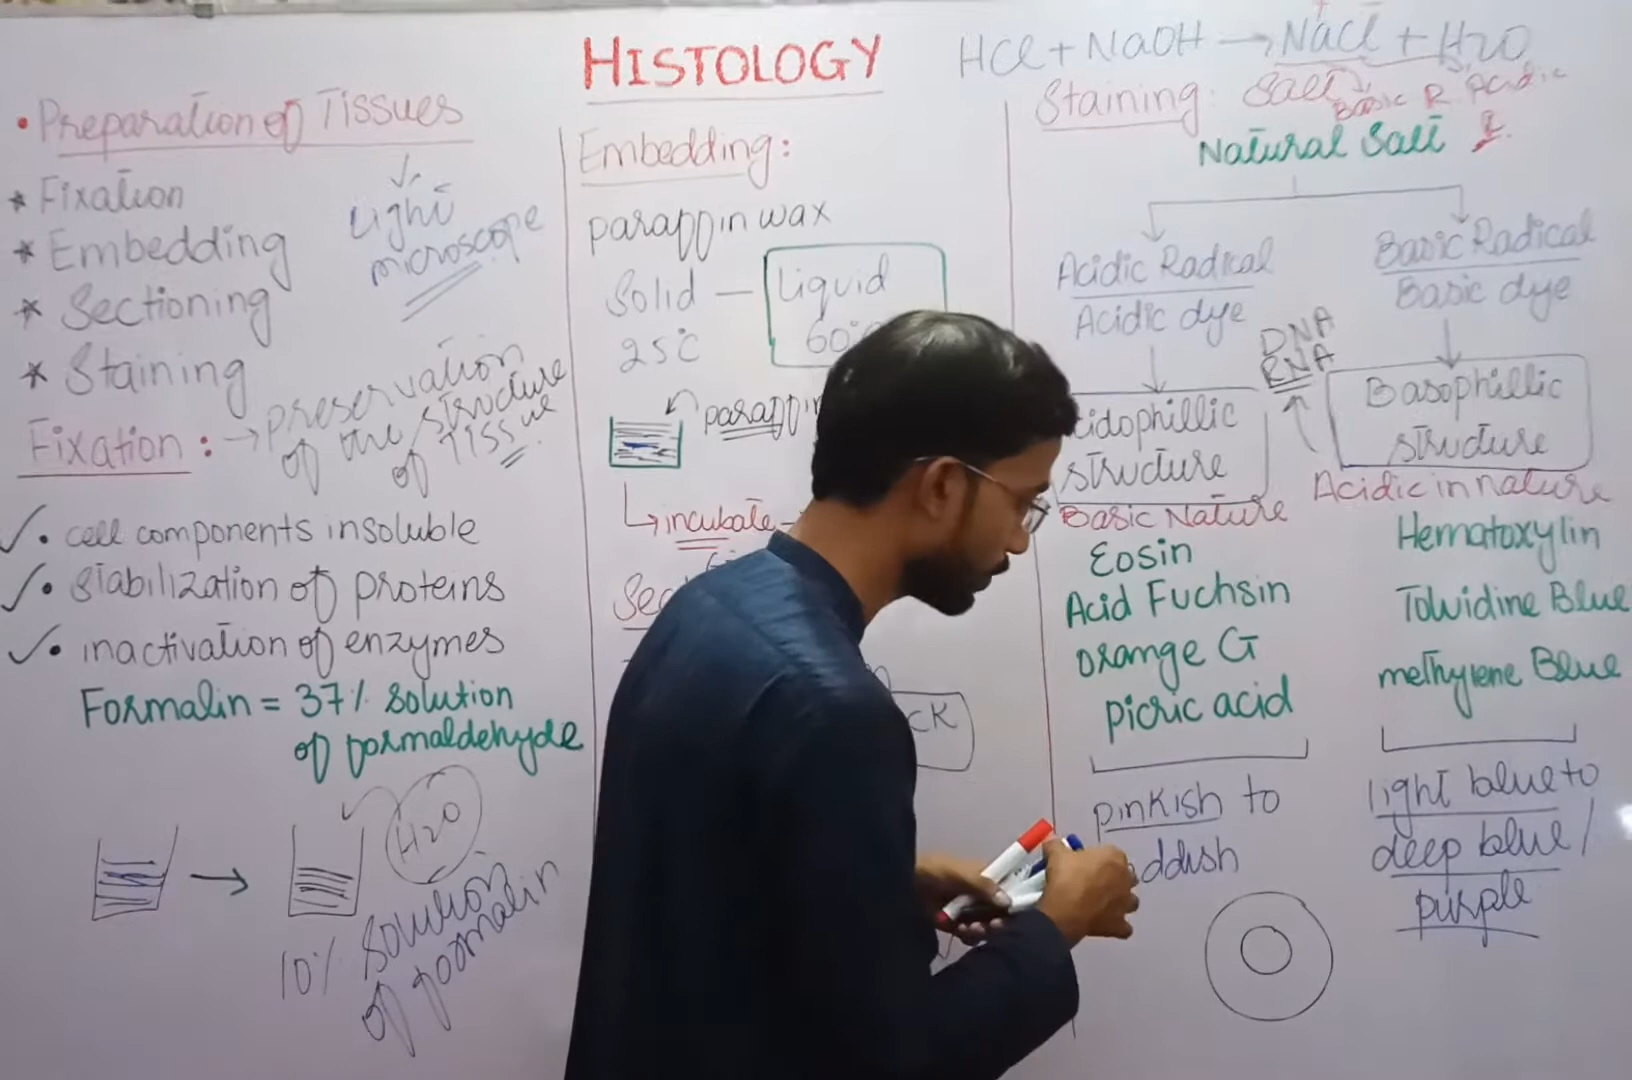 HISTOLOGY
• Preparation of Tissues
* Fixation
* Embedding
* Sectioning
* Staining
Light
microscope
Fixation : → preservation
of the structure
of Tissue
✓ • cell components insoluble
✓ • stabilization of proteins
✓ • inactivation of enzymes
Formalin = 37% solution
of formaldehyde
H2O
10% solution
of formalin
Embedding:
paraffin wax
Solid — Liquid
25°C 60°
paraffin
incubate
Sec
CK
HCl + NaOH → NaCl + H2O
Staining: Salt Basic R Acidic
Natural Salt
Acidic Radical
Acidic dye
Basic Radical
Basic dye
DNA
RNA
idophillic
structure
Basic Nature
Basophillic
structure
Acidic in nature
Eosin
Acid Fuchsin
orange G
picric acid
pinkish to
ddish
Hematoxylin
Toluidine Blue
methylene Blue
light blue to
deep blue /
purple